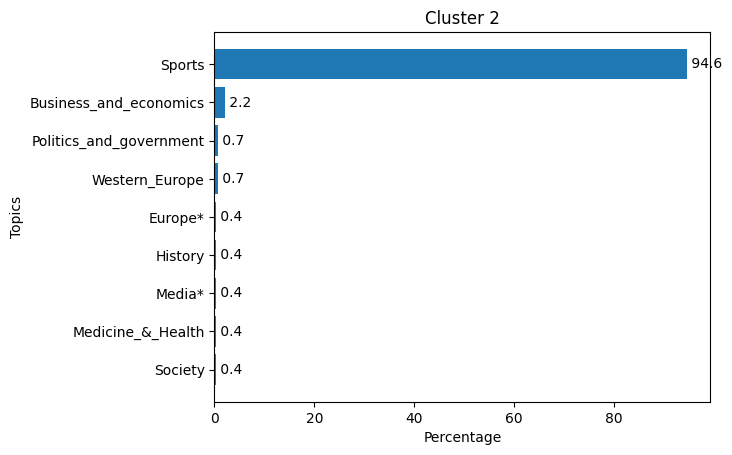 Cluster 2
Topics
Sports 94.6
Business_and_economics 2.2
Politics_and_government 0.7
Western_Europe 0.7
Europe* 0.4
History 0.4
Media* 0.4
Medicine_&_Health 0.4
Society 0.4
0 20 40 60 80
Percentage